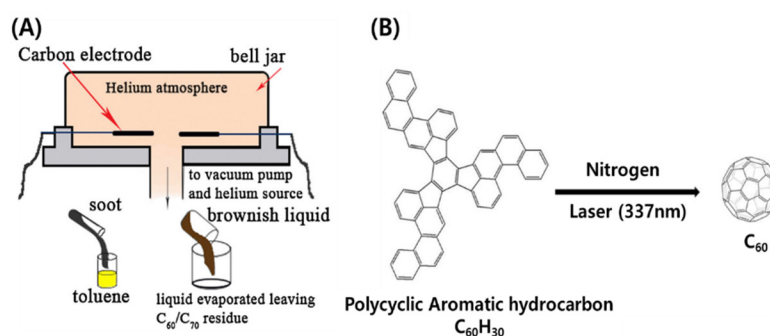 (A)
Carbon electrode
bell jar
Helium atmosphere
to vacuum pump
and helium source
soot
brownish liquid
toluene
liquid evaporated leaving
C60/C70 residue
(B)
Nitrogen
Laser (337nm)
C60
Polycyclic Aromatic hydrocarbon
C60H30